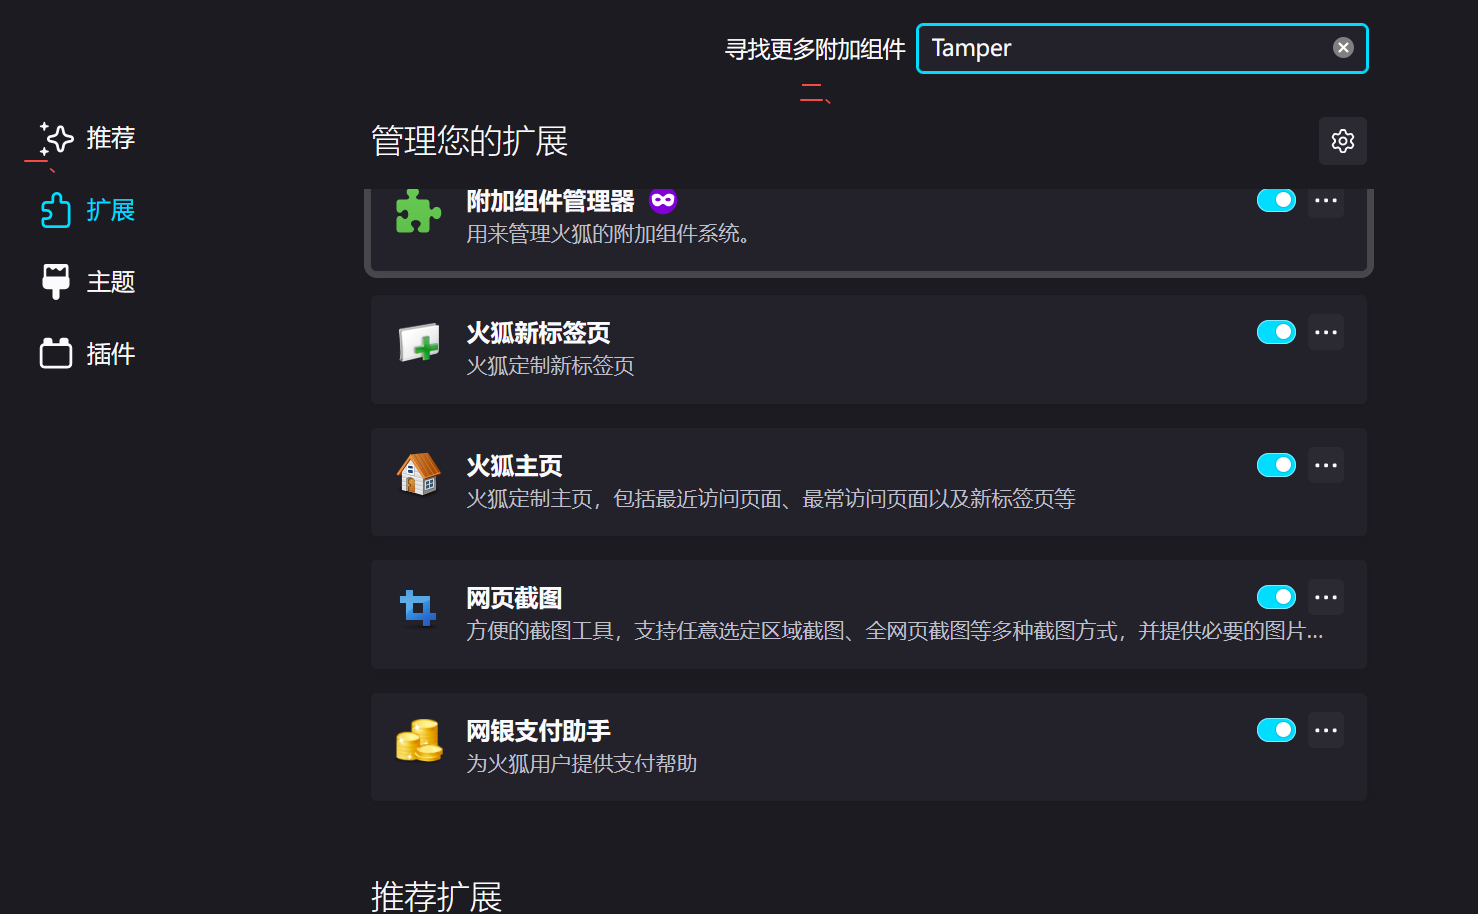 寻找更多附加组件 Tamper
二、
推荐
一、
扩展
主题
插件
管理您的扩展
附加组件管理器
用来管理火狐的附加组件系统。
火狐新标签页
火狐定制新标签页
火狐主页
火狐定制主页，包括最近访问页面、最常访问页面以及新标签页等
网页截图
方便的截图工具，支持任意选定区域截图、全网页截图等多种截图方式，并提供必要的图片...
网银支付助手
为火狐用户提供支付帮助
推荐扩展